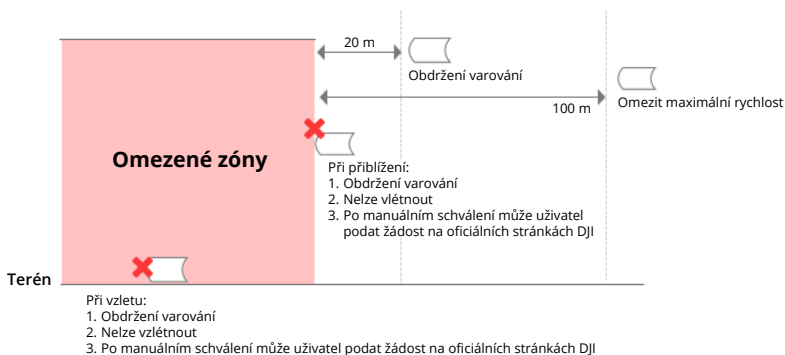 20 m
Obdržení varování
100 m
Omezit maximální rychlost
Omezené zóny
Při přiblížení:
1. Obdržení varování
2. Nelze vlétnout
3. Po manuálním schválení může uživatel
podat žádost na oficiálních stránkách DJI
Terén
Při vzletu:
1. Obdržení varování
2. Nelze vzlétnout
3. Po manuálním schválení může uživatel podat žádost na oficiálních stránkách DJI